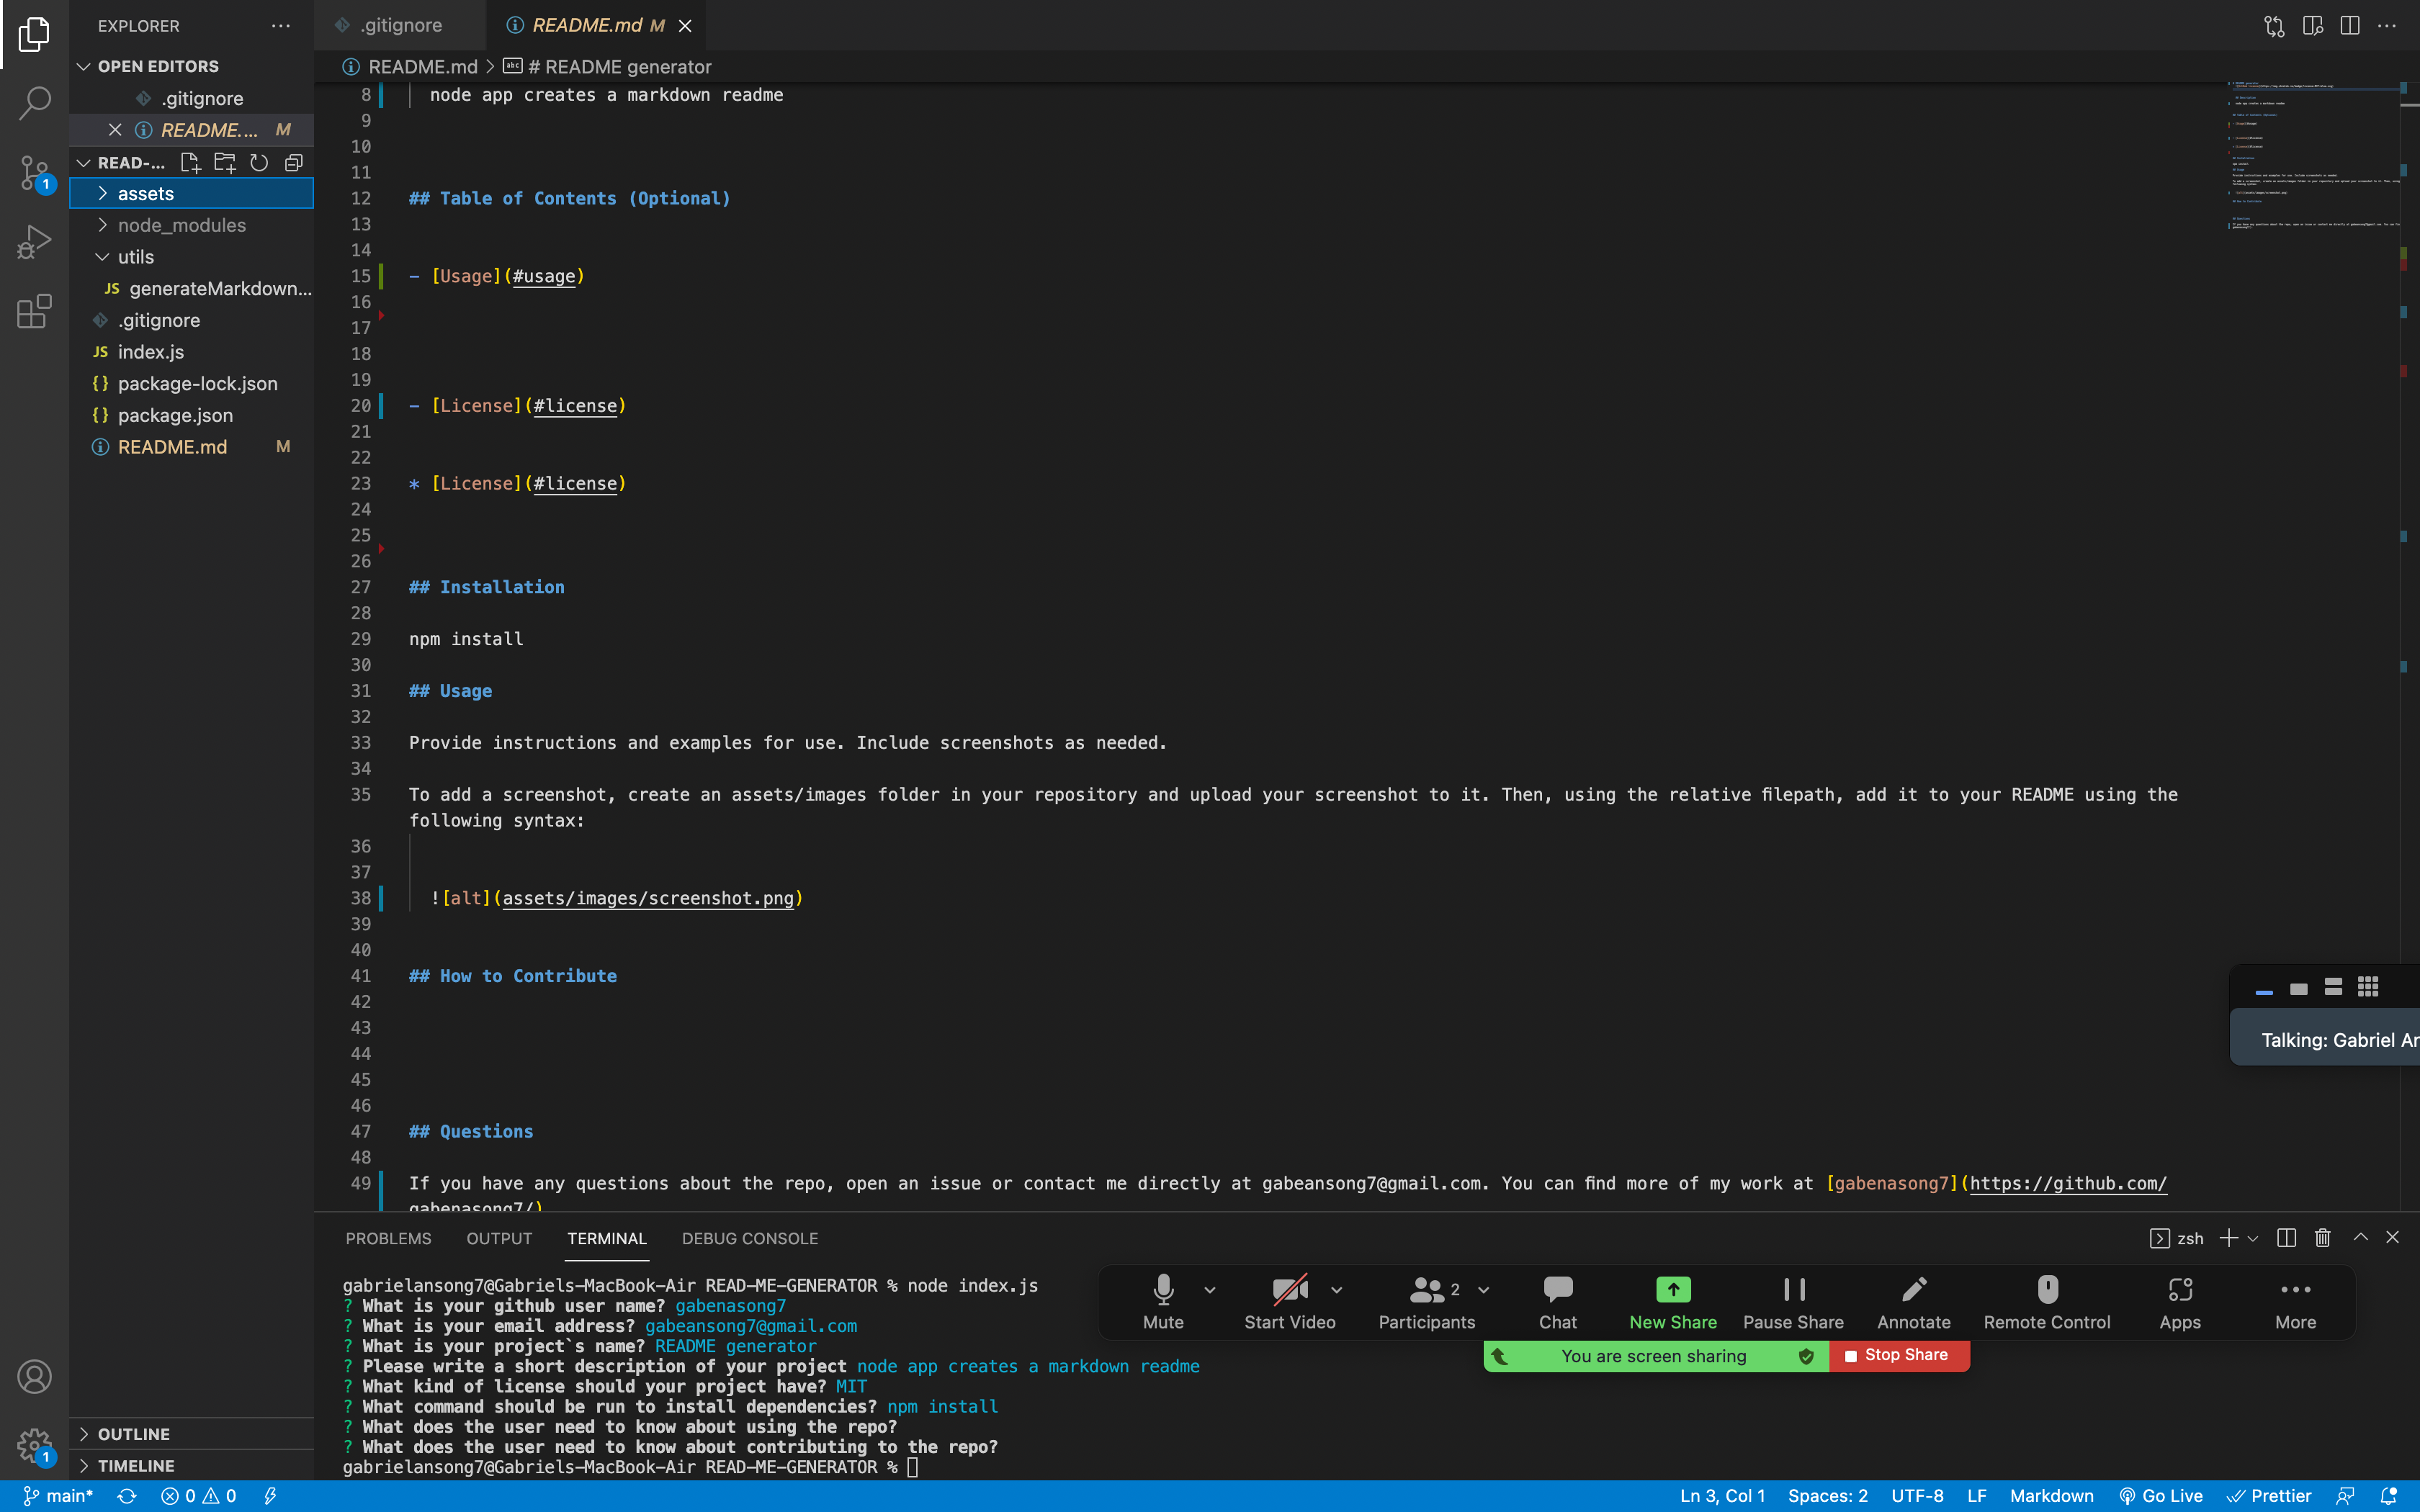 EXPLORER
OPEN EDITORS
.gitignore
README.... M
READ-...
assets
node_modules
utils
JS generateMarkdown...
.gitignore
JS index.js
{} package-lock.json
{} package.json
README.md M
OUTLINE
TIMELINE
1
1
.gitignore
README.md M
README.md > abc # README generator
8 node app creates a markdown readme
9
10
11
12 ## Table of Contents (Optional)
13
14
15 - [Usage](#usage)
16
17
18
19
20 - [License](#license)
21
22
23 * [License](#license)
24
25
26
27 ## Installation
28
29 npm install
30
31 ## Usage
32
33 Provide instructions and examples for use. Include screenshots as needed.
34
35 To add a screenshot, create an assets/images folder in your repository and upload your screenshot to it. Then, using the relative filepath, add it to your README using the
following syntax:
36
37
38 ![alt](assets/images/screenshot.png)
39
40
41 ## How to Contribute
42
43
44
45
46
47 ## Questions
48
49 If you have any questions about the repo, open an issue or contact me directly at gabeansong7@gmail.com. You can find more of my work at [gabenasong7](https://github.com/
gabenasong7/)
Talking: Gabriel An
PROBLEMS OUTPUT TERMINAL DEBUG CONSOLE
zsh
gabrielansong7@Gabriels-MacBook-Air READ-ME-GENERATOR % node index.js
? What is your github user name? gabenasong7
? What is your email address? gabeansong7@gmail.com
? What is your project`s name? README generator
? Please write a short description of your project node app creates a markdown readme
? What kind of license should your project have? MIT
? What command should be run to install dependencies? npm install
? What does the user need to know about using the repo?
? What does the user need to know about contributing to the repo?
gabrielansong7@Gabriels-MacBook-Air READ-ME-GENERATOR %
2
Mute Start Video Participants Chat New Share Pause Share Annotate Remote Control Apps More
You are screen sharing Stop Share
main* 0 0 Ln 3, Col 1 Spaces: 2 UTF-8 LF Markdown Go Live Prettier